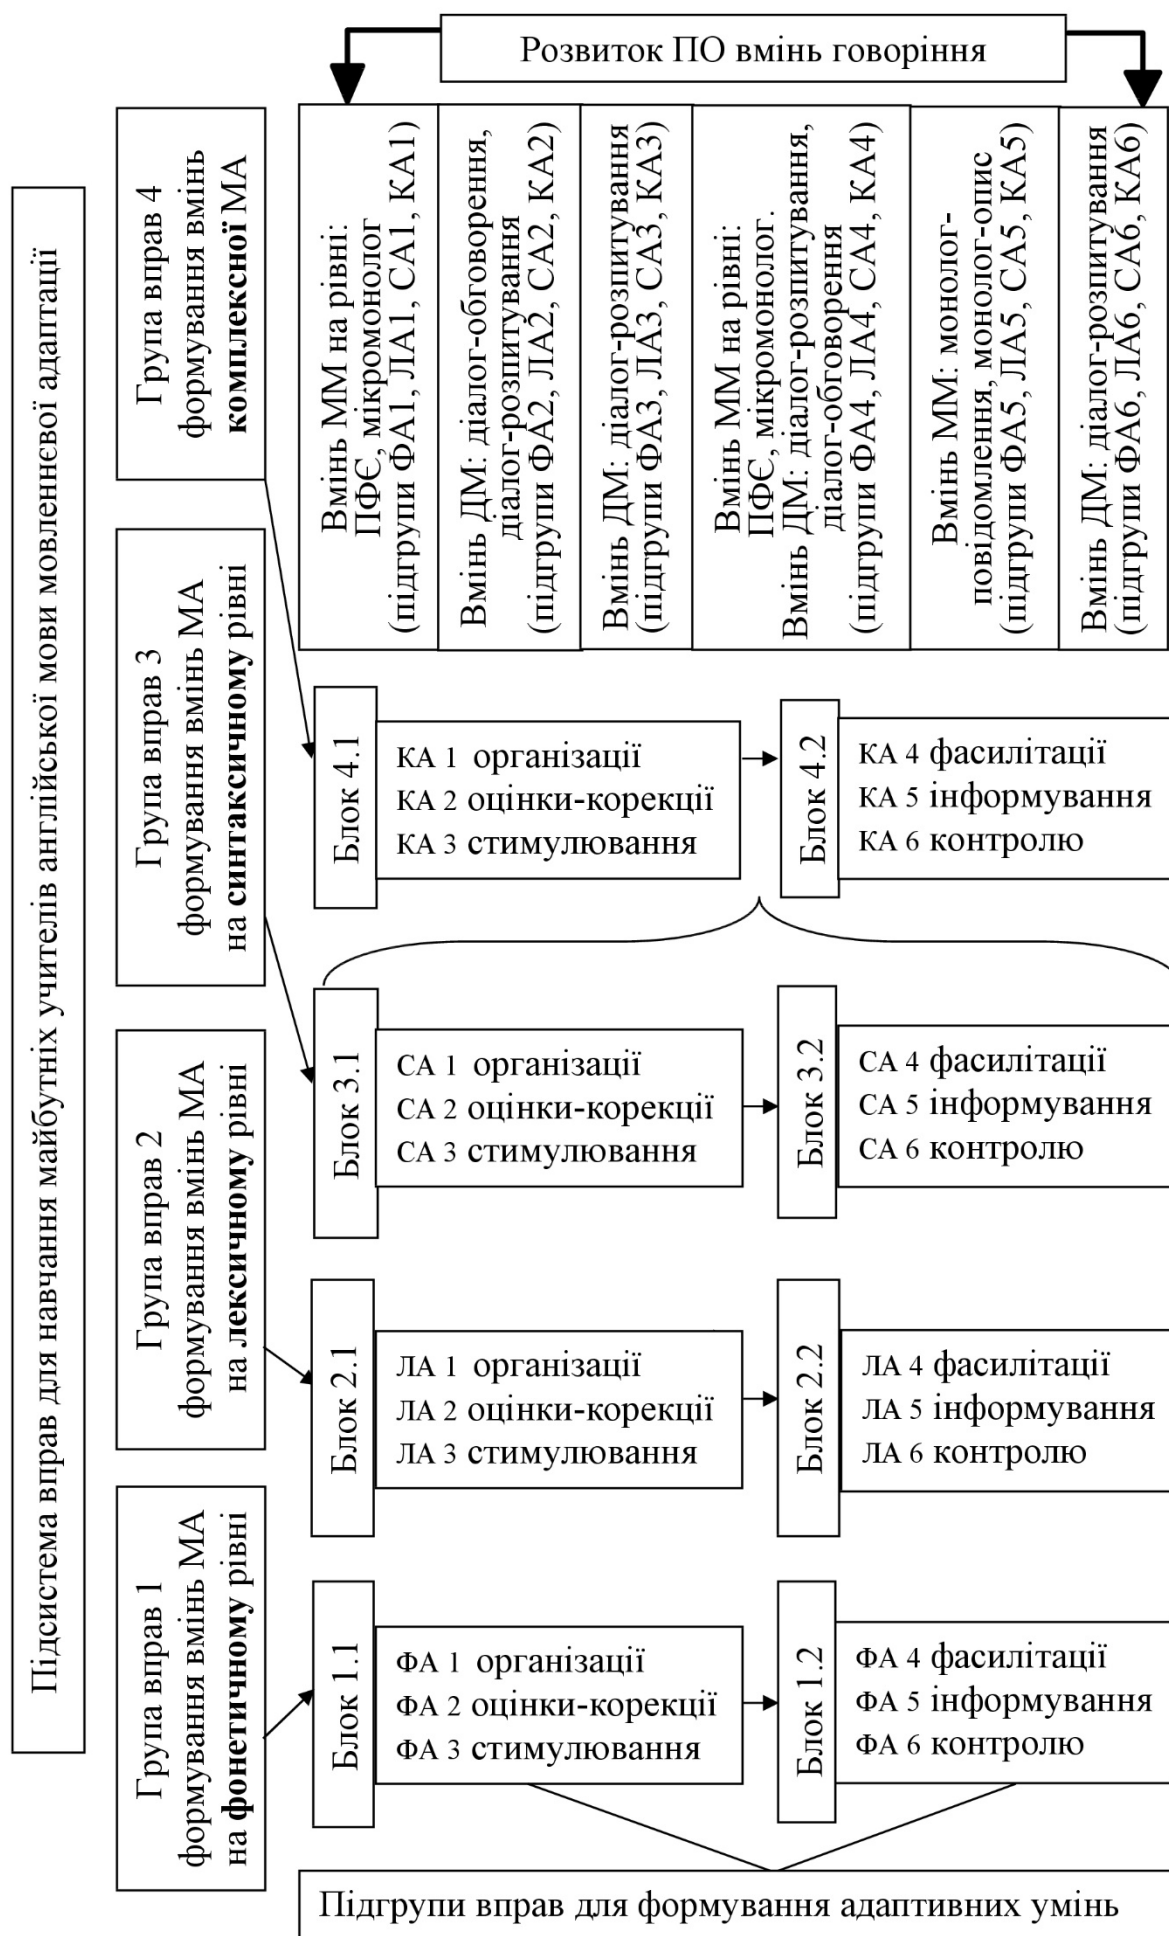 Розвиток ПО вмінь говоріння
Підсистема вправ для навчання майбутніх учителів англійської мови мовленнєвої адаптації
Група вправ 4
формування вмінь
комплексної МА
Група вправ 3
формування вмінь МА
на синтаксичному рівні
Група вправ 2
формування вмінь МА
на лексичному рівні
Група вправ 1
формування вмінь МА
на фонетичному рівні
Вмінь ММ на рівні:
ПФЄ, мікромонолог
(підгрупи ФА1, ЛА1, СА1, КА1)
Вмінь ДМ: діалог-обговорення,
діалог-розпитування
(підгрупи ФА2, ЛА2, СА2, КА2)
Вмінь ДМ: діалог-розпитування
(підгрупи ФА3, ЛА3, СА3, КА3)
Вмінь ММ на рівні:
ПФЄ, мікромонолог.
Вмінь ДМ: діалог-розпитування,
діалог-обговорення
(підгрупи ФА4, ЛА4, СА4, КА4)
Вмінь ММ: монолог-
повідомлення, монолог-опис
(підгрупи ФА5, ЛА5, СА5, КА5)
Вмінь ДМ: діалог-розпитування
(підгрупи ФА6, ЛА6, СА6, КА6)
Блок 4.1
КА 1 організації
КА 2 оцінки-корекції
КА 3 стимулювання
Блок 4.2
КА 4 фасилітації
КА 5 інформування
КА 6 контролю
Блок 3.1
СА 1 організації
СА 2 оцінки-корекції
СА 3 стимулювання
Блок 3.2
СА 4 фасилітації
СА 5 інформування
СА 6 контролю
Блок 2.1
ЛА 1 організації
ЛА 2 оцінки-корекції
ЛА 3 стимулювання
Блок 2.2
ЛА 4 фасилітації
ЛА 5 інформування
ЛА 6 контролю
Блок 1.1
ФА 1 організації
ФА 2 оцінки-корекції
ФА 3 стимулювання
Блок 1.2
ФА 4 фасилітації
ФА 5 інформування
ФА 6 контролю
Підгрупи вправ для формування адаптивних умінь